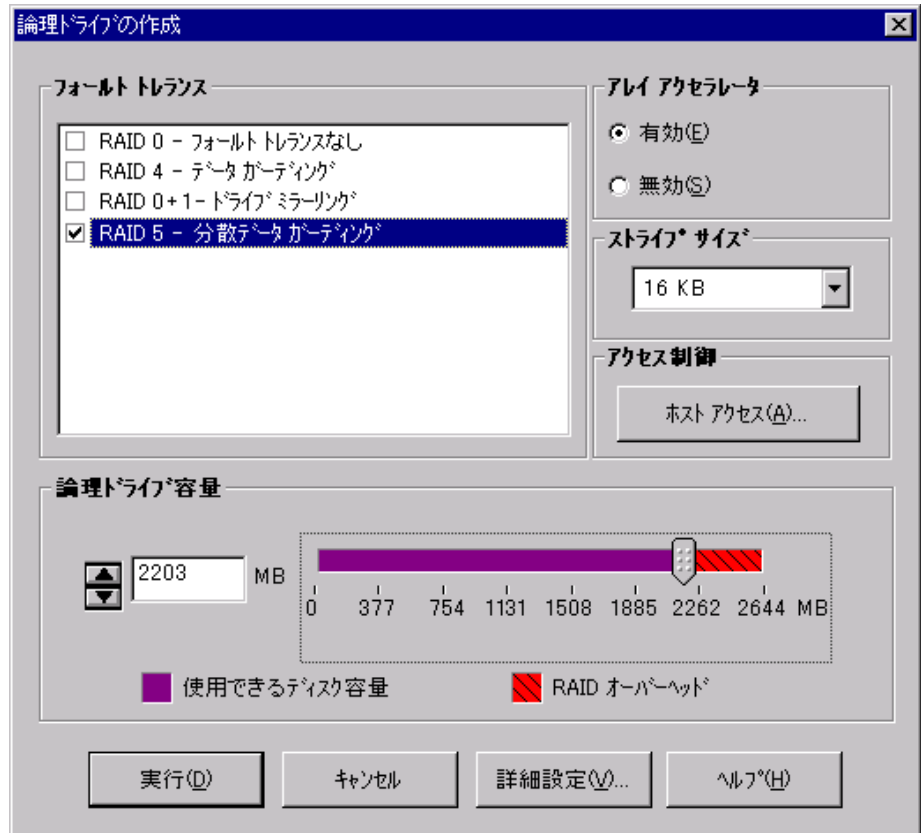 論理ﾄﾞﾗｲﾌﾞの作成
ﾌｫｰﾙﾄ ﾄﾚﾗﾝｽ
RAID 0 - ﾌｫｰﾙﾄ ﾄﾚﾗﾝｽなし
RAID 4 - ﾃﾞｰﾀ ｶﾞｰﾃﾞｨﾝｸﾞ
RAID 0+1- ﾄﾞﾗｲﾌﾞ ﾐﾗｰﾘﾝｸﾞ
RAID 5 - 分散ﾃﾞｰﾀ ｶﾞｰﾃﾞｨﾝｸﾞ
ｱﾚｲ ｱｸｾﾗﾚｰﾀ
有効(E)
無効(S)
ｽﾄﾗｲﾌﾟ ｻｲｽﾞ
16 KB
ｱｸｾｽ制御
ﾎｽﾄ ｱｸｾｽ(A)...
論理ﾄﾞﾗｲﾌﾞ容量
2203 MB
0 377 754 1131 1508 1885 2262 2644 MB
使用できるﾃﾞｨｽｸ容量
RAID ｵｰﾊﾞｰﾍｯﾄﾞ
実行(D)
ｷｬﾝｾﾙ
詳細設定(V)...
ﾍﾙﾌﾟ(H)